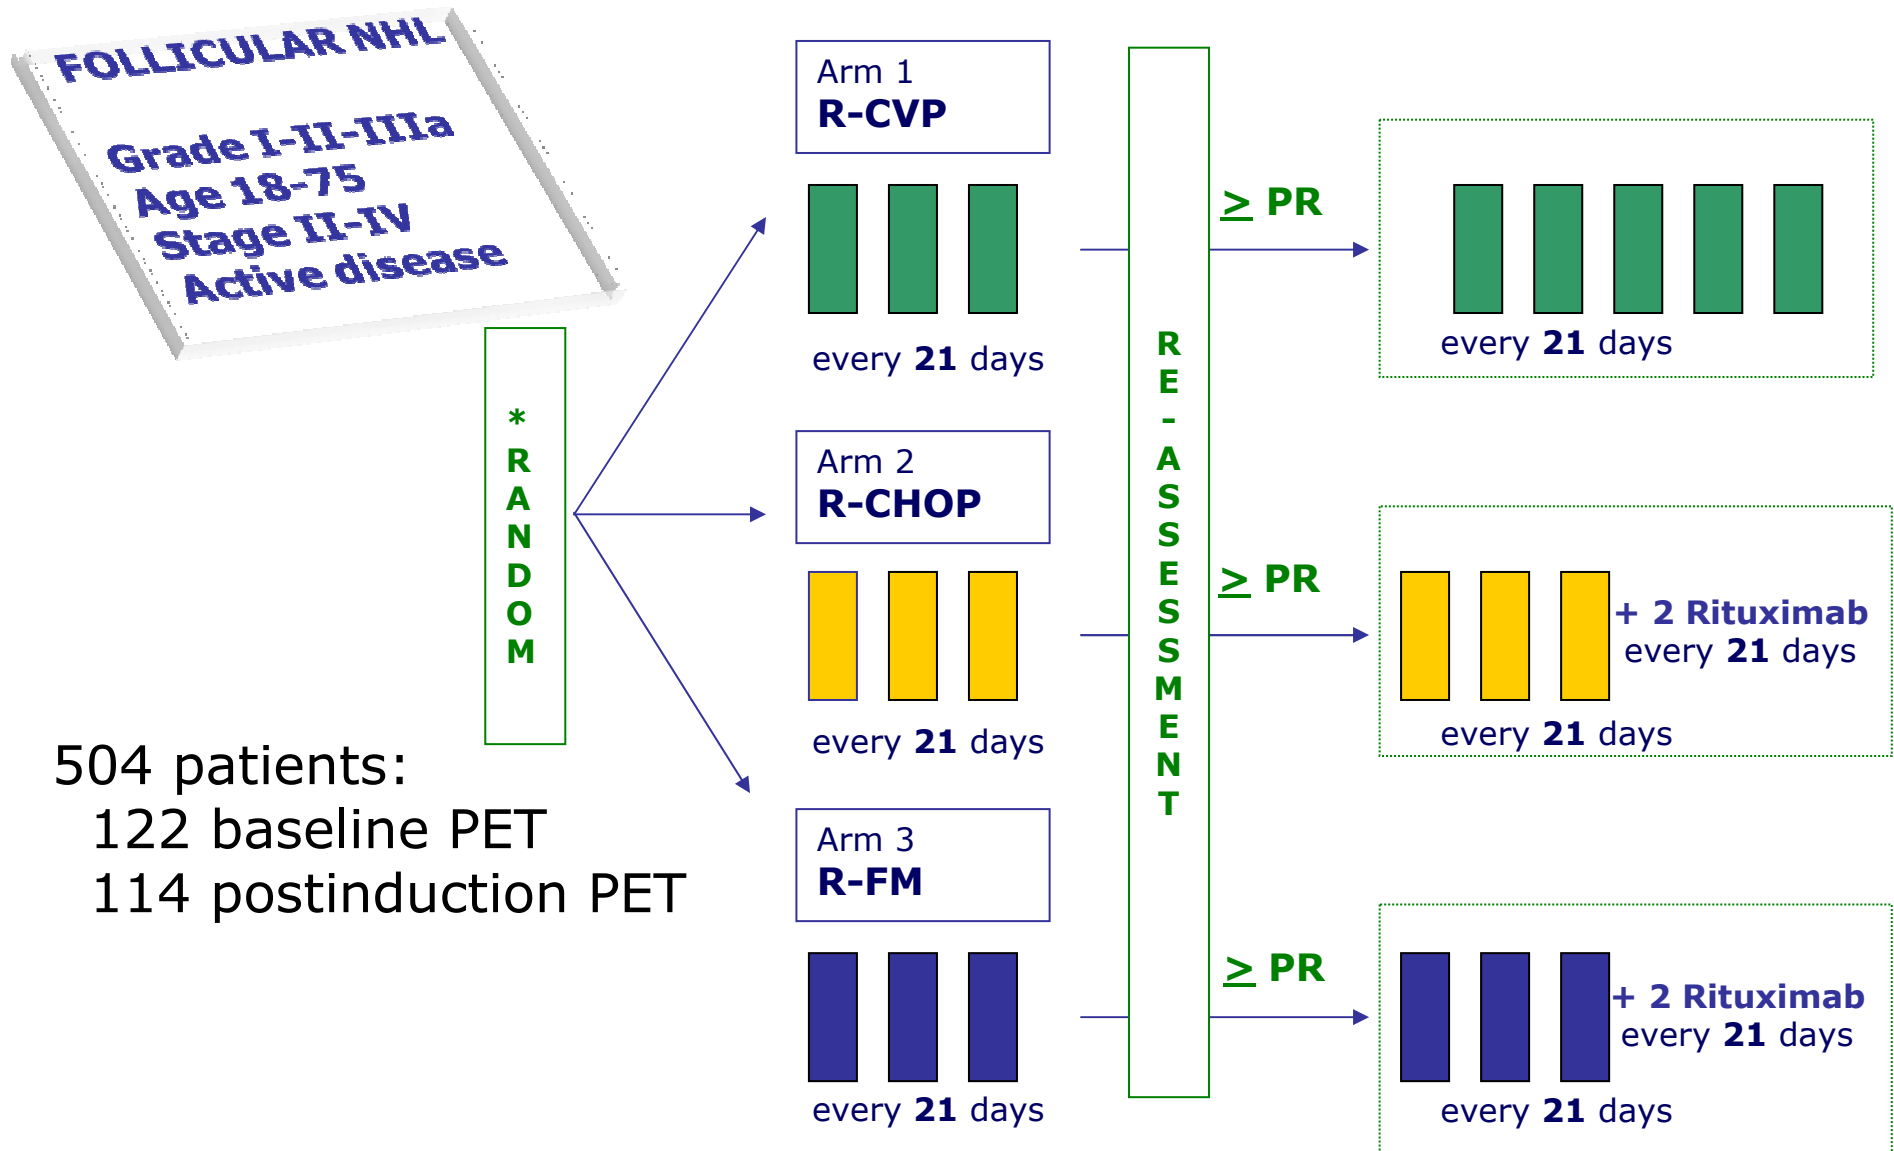 FOLLICULAR NHL
Grade I-II-IIIa
Age 18-75
Stage II-IV
Active disease
*RANDOM
504 patients:
122 baseline PET
114 postinduction PET
Arm 1
R-CVP
every 21 days
Arm 2
R-CHOP
every 21 days
Arm 3
R-FM
every 21 days
RE-ASSESSMENT
≥ PR
every 21 days
≥ PR
+ 2 Rituximab
every 21 days
every 21 days
≥ PR
+ 2 Rituximab
every 21 days
every 21 days